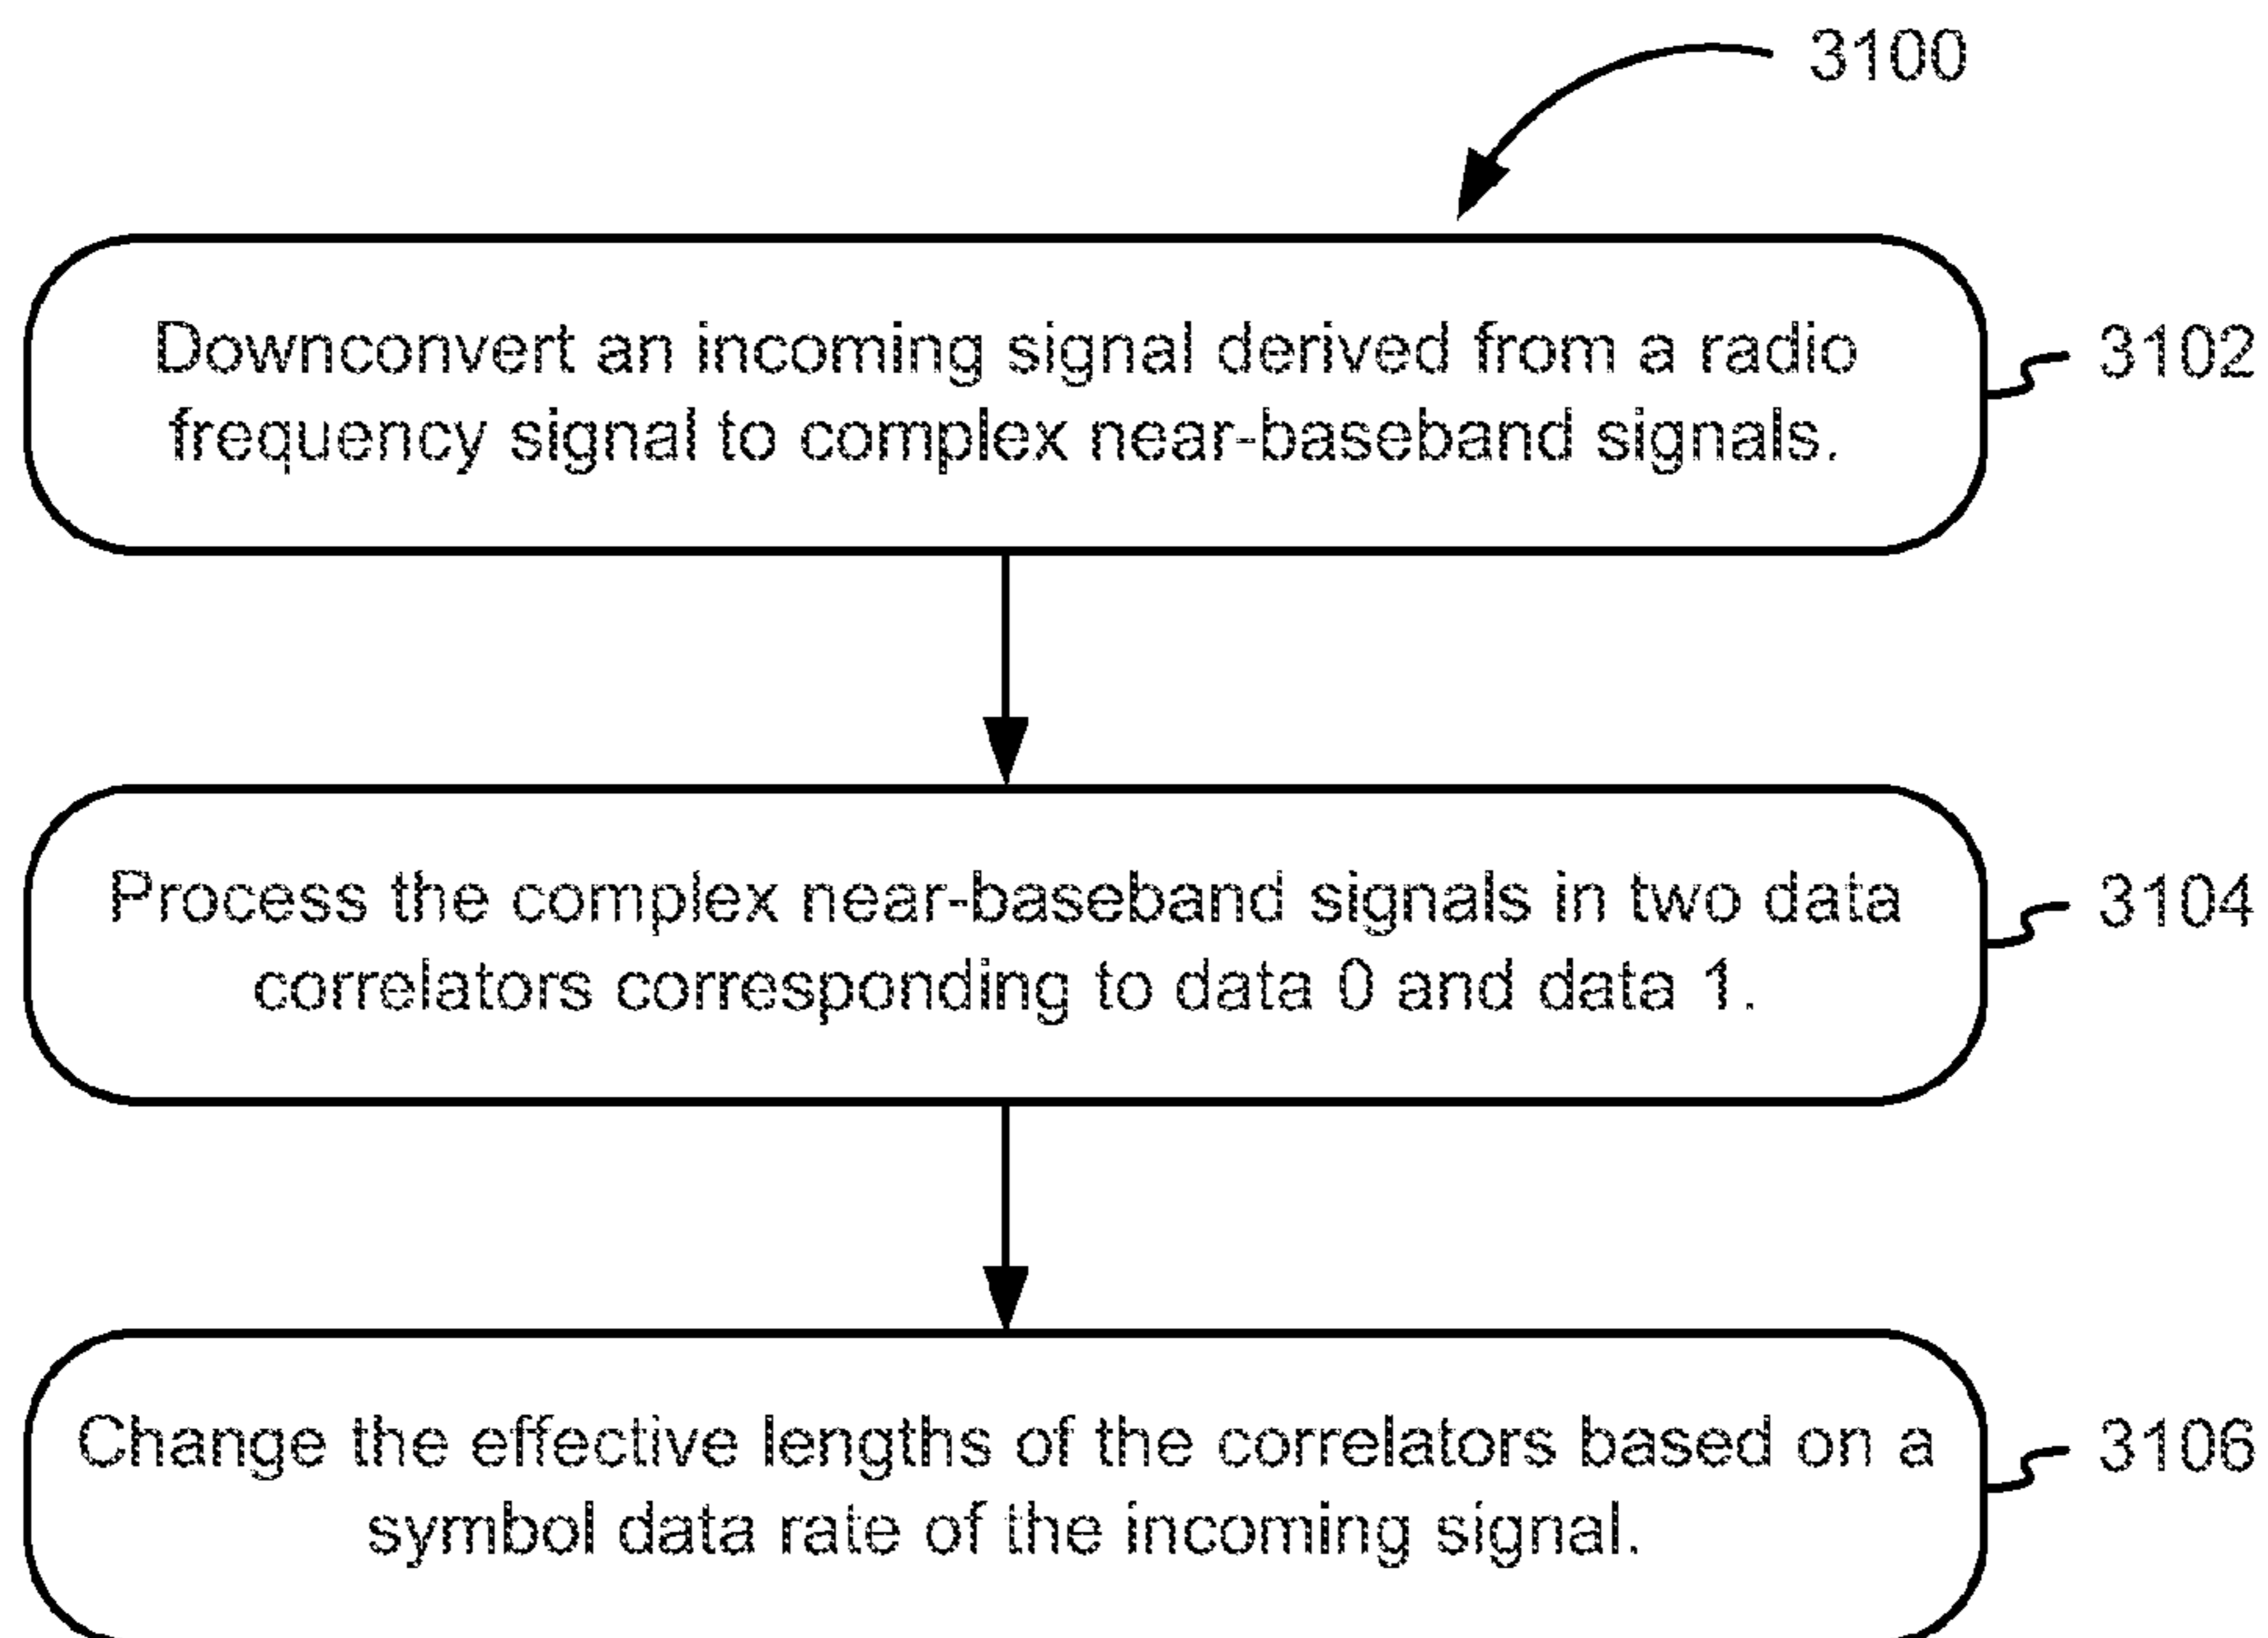 3100
Downconvert an incoming signal derived from a radio
frequency signal to complex near-baseband signals.
3102
Process the complex near-baseband signals in two data
correlators corresponding to data 0 and data 1.
3104
Change the effective lengths of the correlators based on a
symbol data rate of the incoming signal.
3106